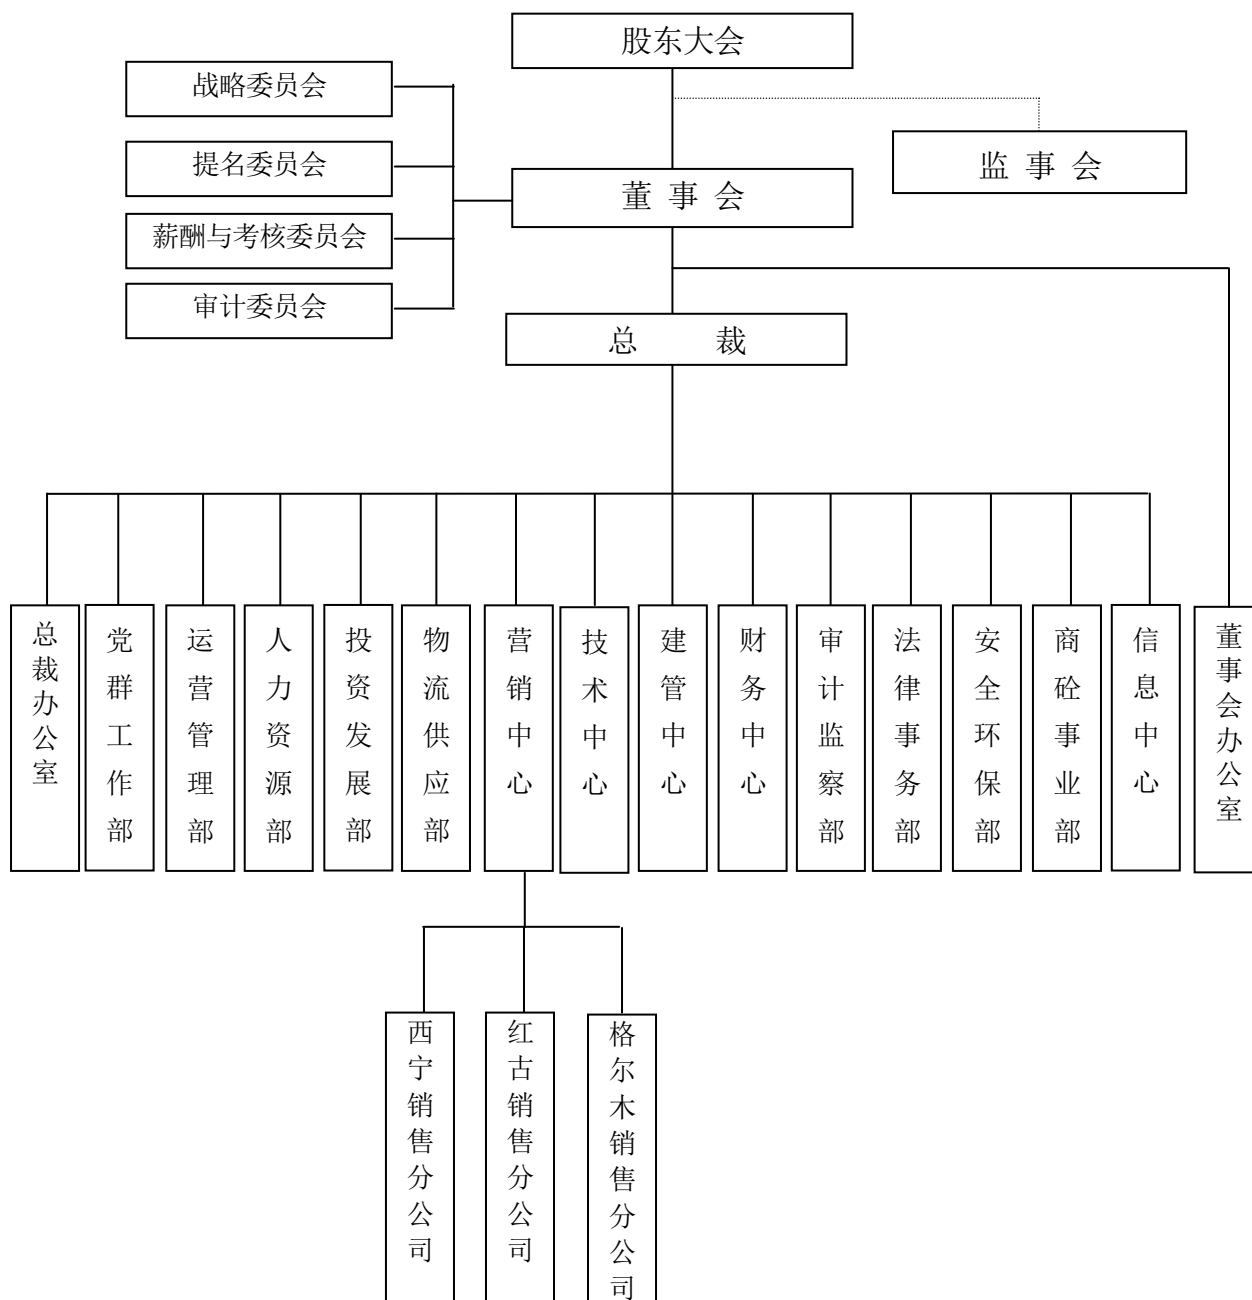 股东大会
战略委员会
监 事 会
提名委员会
董 事 会
薪酬与考核委员会
审计委员会
总 裁
总裁办公室
党群工作部
运营管理部
人力资源部
投资发展部
物流供应部
营销中心
技术中心
建管中心
财务中心
审计监察部
法律事务部
安全环保部
商砼事业部
信息中心
董事会办公室
西宁销售分公司
红古销售分公司
格尔木销售分公司